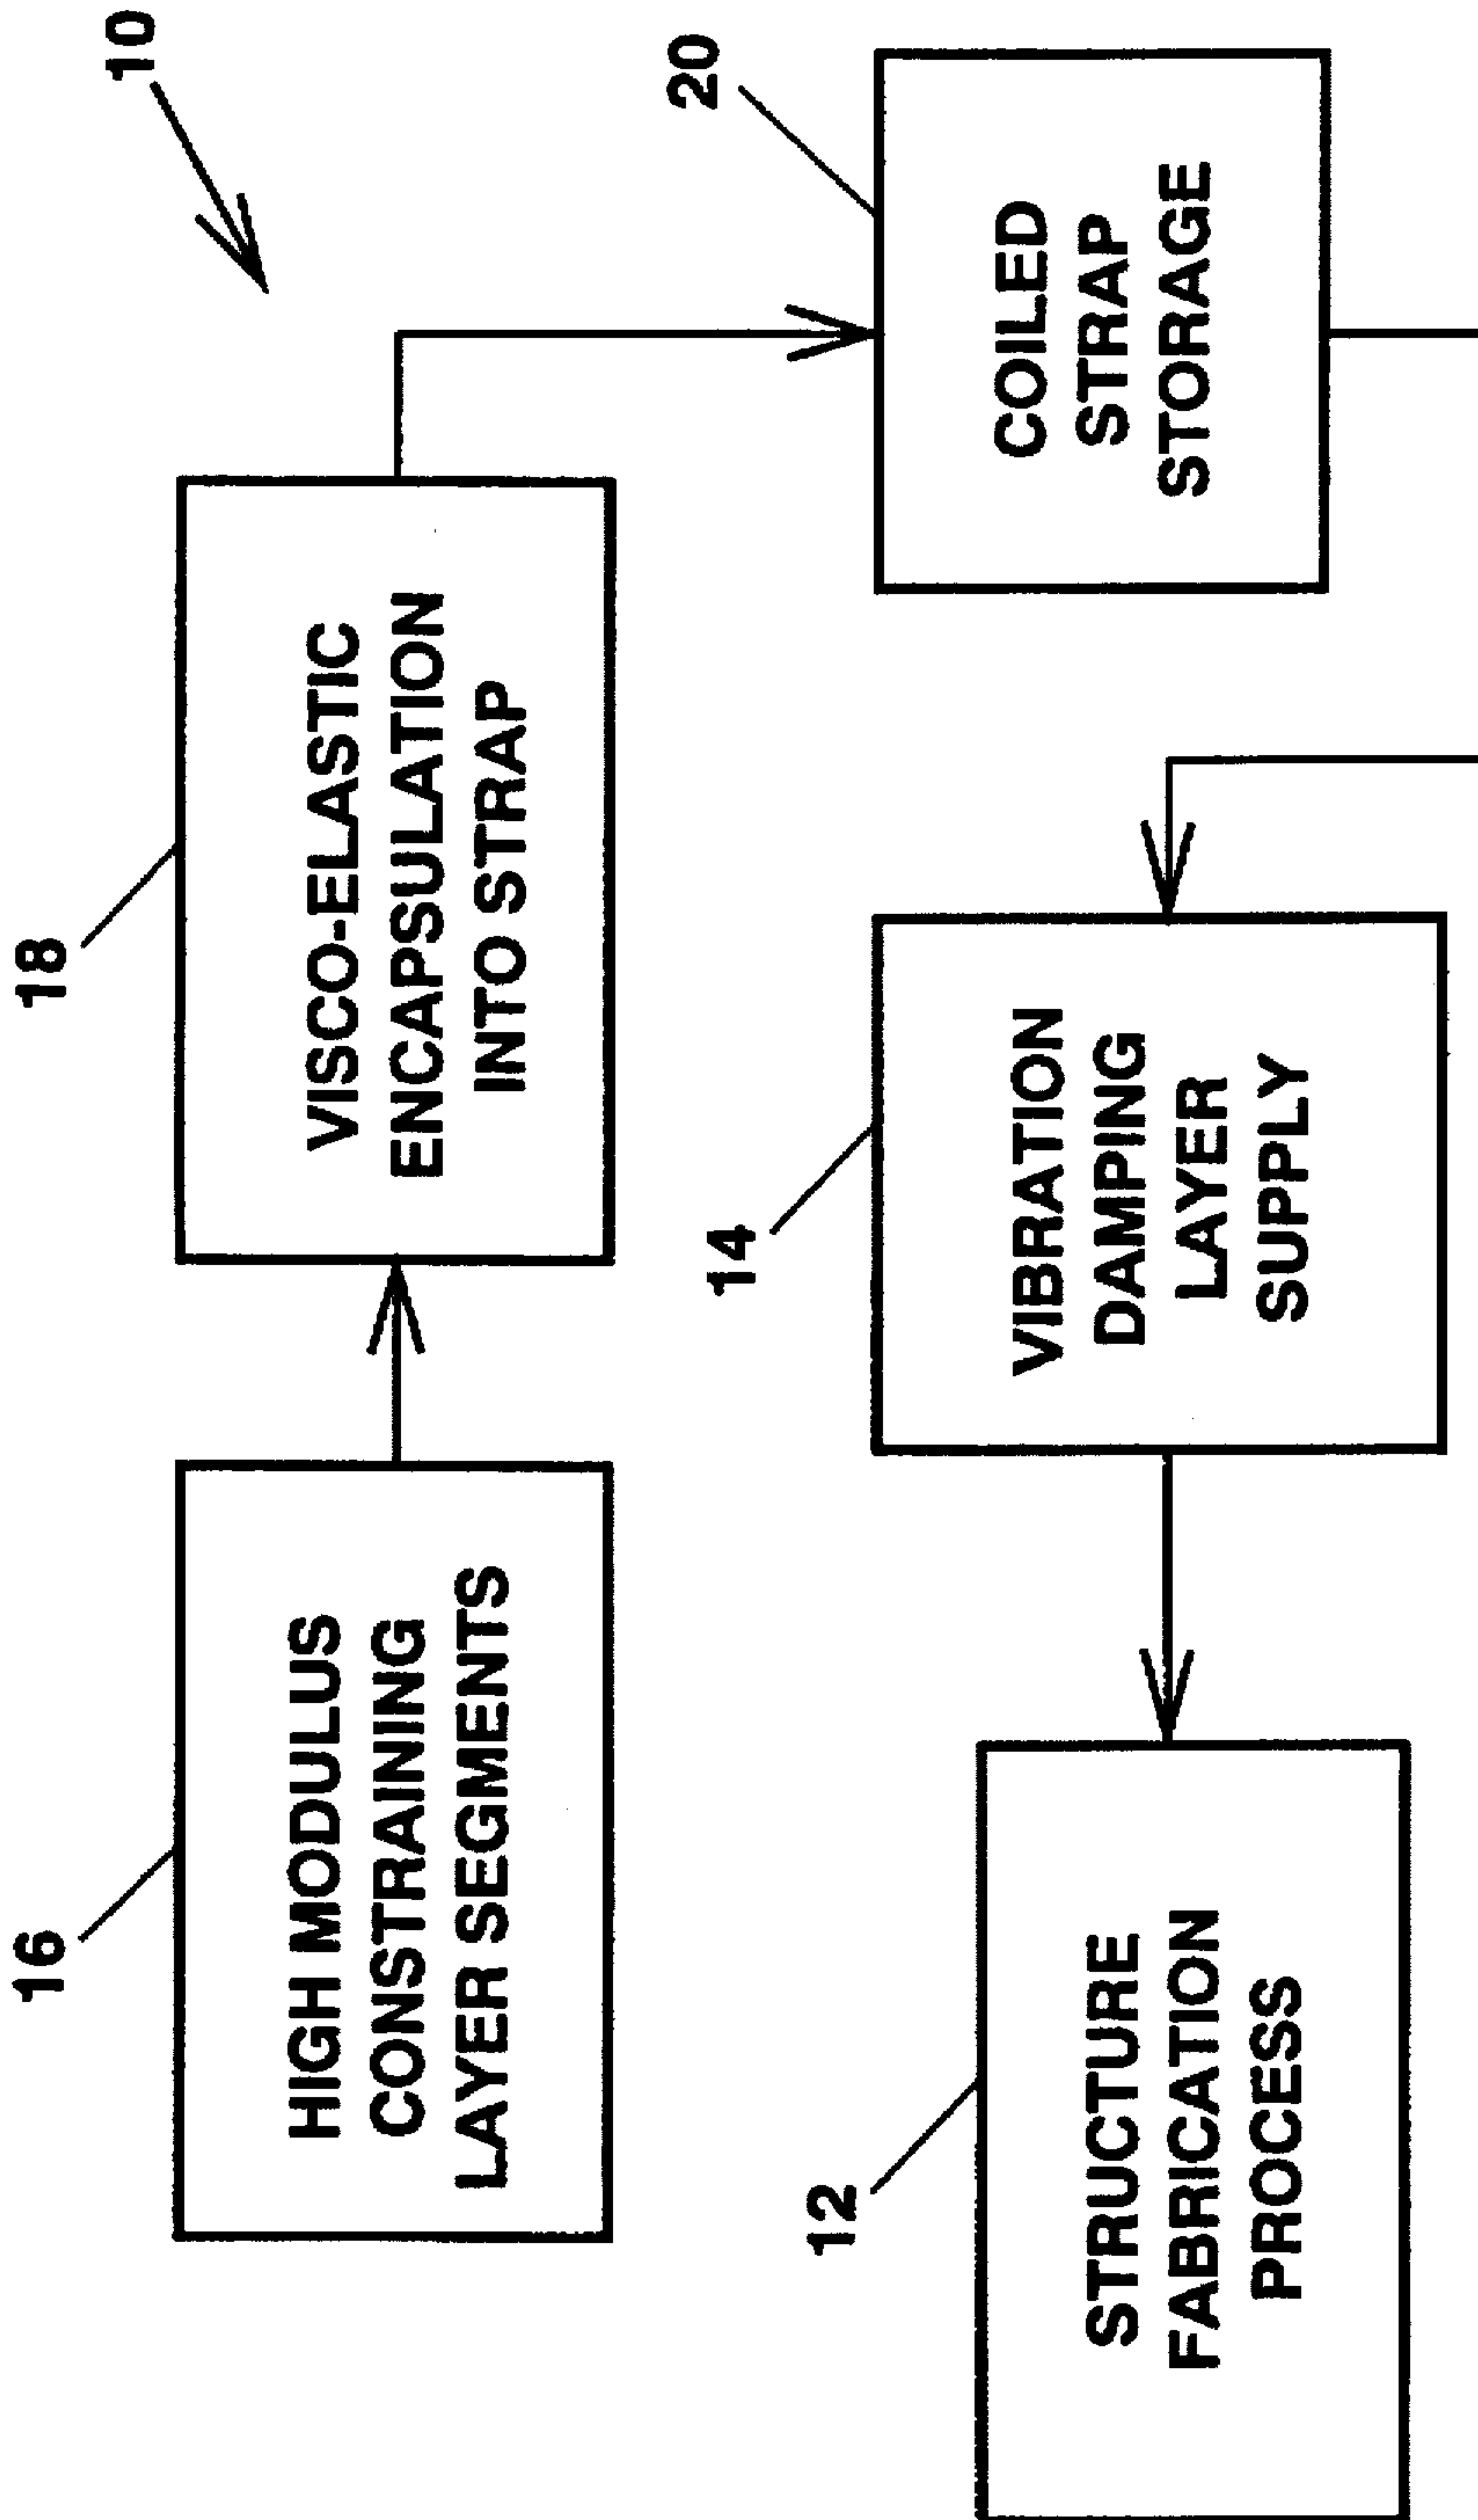 10
16
HIGH MODULUS
CONSTRAINING
LAYER SEGMENTS
18
VISCO-ELASTIC
ENCAPSULATION
INTO STRAP
20
COILED
STRAP
STORAGE
14
VIBRATION
DAMPING
LAYER
SUPPLY
12
STRUCTURE
FABRICATION
PROCESS